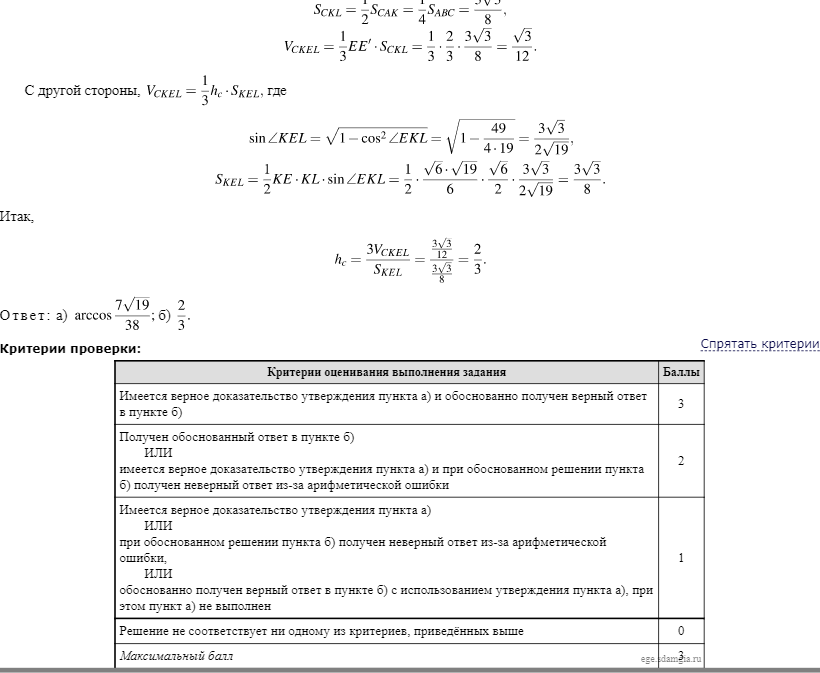 S_{CKL} = \frac{1}{2}S_{CAK} = \frac{1}{4}S_{ABC} = \frac{3\sqrt{3}}{8},
V_{CKEL} = \frac{1}{3}EE' \cdot S_{CKL} = \frac{1}{3} \cdot \frac{2}{3} \cdot \frac{3\sqrt{3}}{8} = \frac{\sqrt{3}}{12}.
С другой стороны, V_{CKEL} = \frac{1}{3}h_c \cdot S_{KEL}, где
\sin\angle KEL = \sqrt{1 - \cos^2 \angle EKL} = \sqrt{1 - \frac{49}{4 \cdot 19}} = \frac{3\sqrt{3}}{2\sqrt{19}},
S_{KEL} = \frac{1}{2}KE \cdot KL \cdot \sin\angle EKL = \frac{1}{2} \cdot \frac{\sqrt{6} \cdot \sqrt{19}}{6} \cdot \frac{\sqrt{6}}{2} \cdot \frac{3\sqrt{3}}{2\sqrt{19}} = \frac{3\sqrt{3}}{8}.
Итак,
h_c = \frac{3V_{CKEL}}{S_{KEL}} = \frac{\frac{3\sqrt{3}}{12}}{\frac{3\sqrt{3}}{8}} = \frac{2}{3}.
Ответ: а) arccos \frac{7\sqrt{19}}{38}; б) \frac{2}{3}.
Спрятать критерии
Критерии проверки:
Критерии оценивания выполнения задания Баллы
Имеется верное доказательство утверждения пункта а) и обоснованно получен верный ответ
в пункте б)
3
Получен обоснованный ответ в пункте б)
ИЛИ
имеется верное доказательство утверждения пункта а) и при обоснованном решении пункта
б) получен неверный ответ из-за арифметической ошибки
2
Имеется верное доказательство утверждения пункта а)
ИЛИ
при обоснованном решении пункта б) получен неверный ответ из-за арифметической
ошибки,
ИЛИ
обоснованно получен верный ответ в пункте б) с использованием утверждения пункта а), при
этом пункт а) не выполнен
1
Решение не соответствует ни одному из критериев, приведённых выше 0
Максимальный балл 3
ege.sdamgia.ru